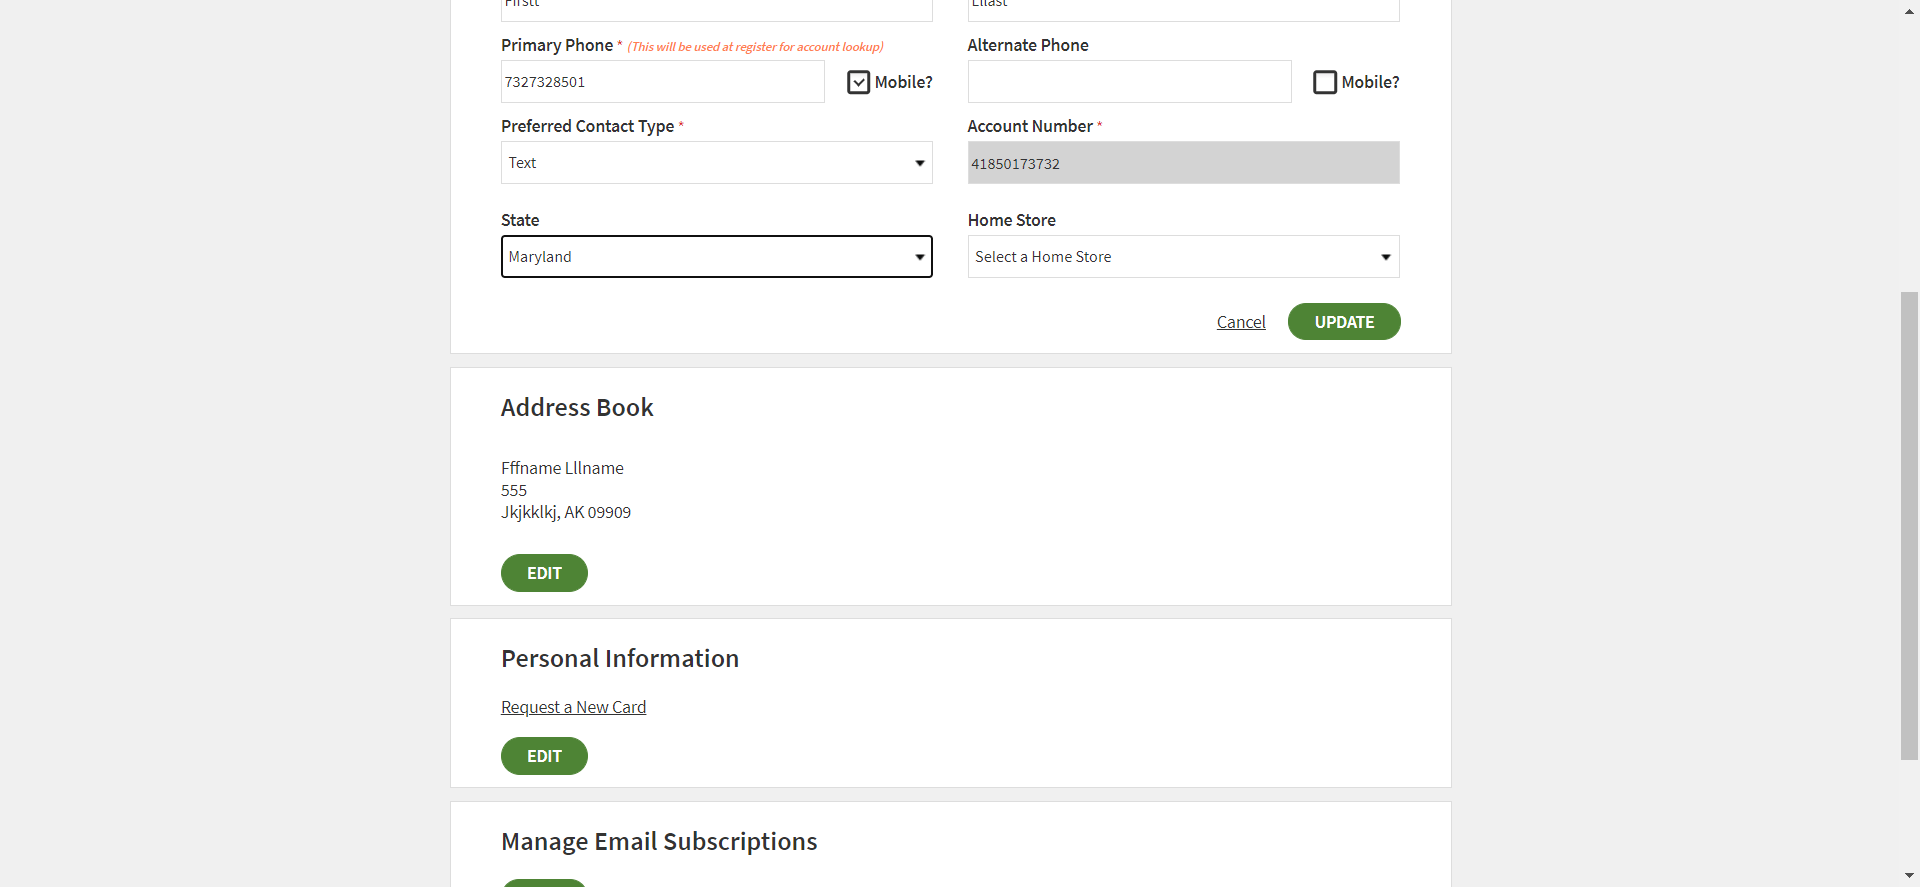 Firstt
Lllast
Primary Phone * (This will be used at register for account lookup)
Alternate Phone
7327328501
Mobile?
Mobile?
Preferred Contact Type *
Account Number *
Text
41850173732
State
Home Store
Maryland
Select a Home Store
Cancel
UPDATE
Address Book
Fffname Lllname
555
Jkjkklkj, AK 09909
EDIT
Personal Information
Request a New Card
EDIT
Manage Email Subscriptions